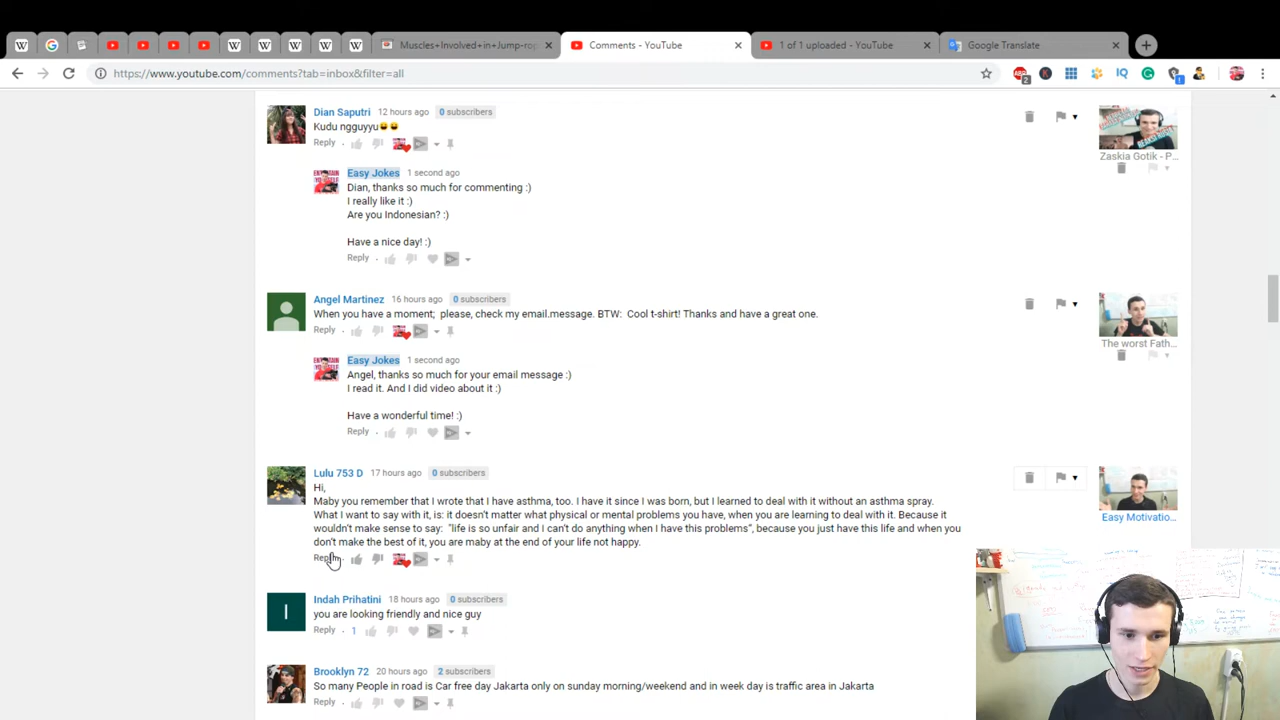 Muscles+Involved+in+Jump-rop
Comments - YouTube
1 of 1 uploaded - YouTube
Google Translate
https://www.youtube.com/comments?tab=inbox&filter=all
Dian Saputri 12 hours ago 0 subscribers
Kudu ngguyyu😄😄
Reply
Zaskia Gotik - P...
Easy Jokes 1 second ago
Dian, thanks so much for commenting :)
I really like it :)
Are you Indonesian? :)
Have a nice day! :)
Reply
Angel Martinez 16 hours ago 0 subscribers
When you have a moment; please, check my email.message. BTW: Cool t-shirt! Thanks and have a great one.
Reply
The worst Fath...
Easy Jokes 1 second ago
Angel, thanks so much for your email message :)
I read it. And I did video about it :)
Have a wonderful time! :)
Reply
Lulu 753 D 17 hours ago 0 subscribers
Hi,
Maby you remember that I wrote that I have asthma, too. I have it since I was born, but I learned to deal with it without an asthma spray.
What I want to say with it, is: it doesn't matter what physical or mental problems you have, when you are learning to deal with it. Because it
wouldn't make sense to say: "life is so unfair and I can't do anything when I have this problems", because you just have this life and when you
don't make the best of it, you are maby at the end of your life not happy.
Reply
Easy Motivatio...
Indah Prihatini 18 hours ago 0 subscribers
you are looking friendly and nice guy
Reply 1
Brooklyn 72 20 hours ago 2 subscribers
So many People in road is Car free day Jakarta only on sunday morning/weekend and in week day is traffic area in Jakarta
Reply